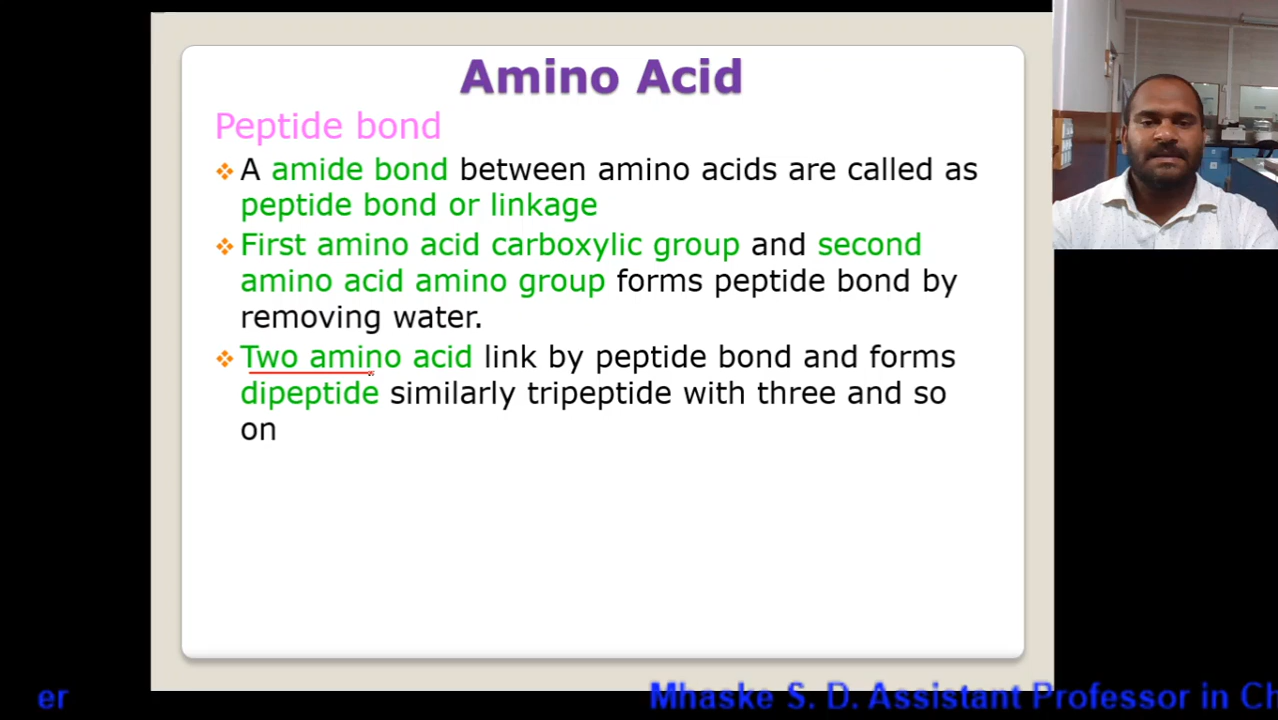 Amino Acid
Peptide bond
A amide bond between amino acids are called as
peptide bond or linkage
First amino acid carboxylic group and second
amino acid amino group forms peptide bond by
removing water.
Two amino acid link by peptide bond and forms
dipeptide similarly tripeptide with three and so
on
er Mhaske S. D. Assistant Professor in Ch